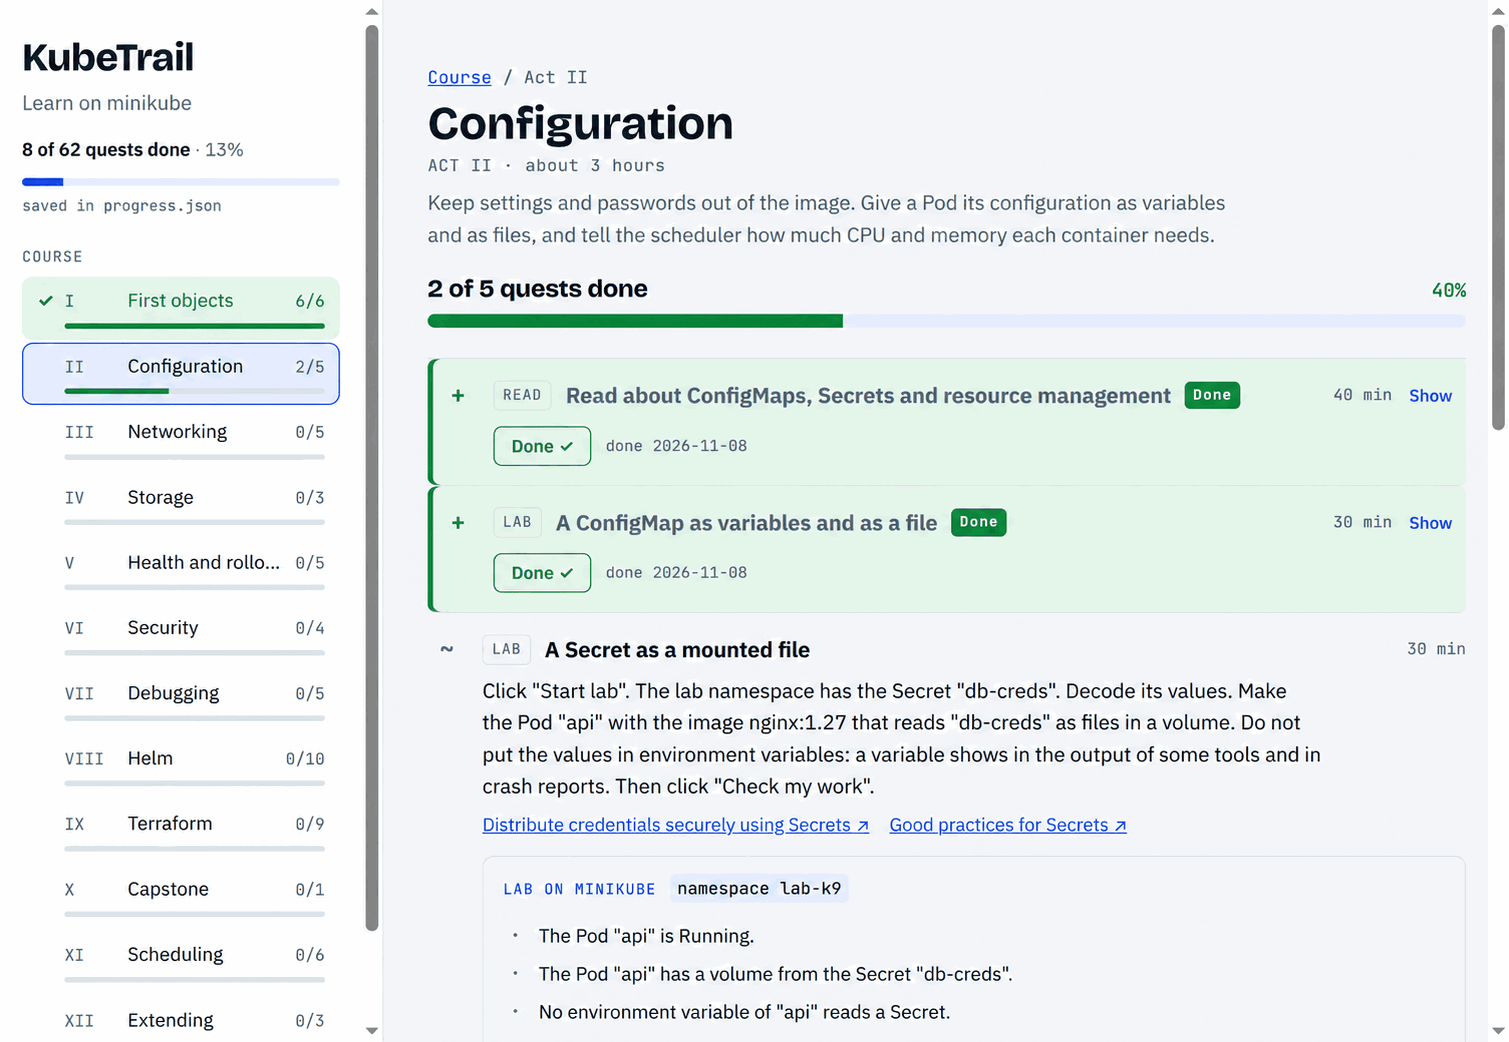 KubeTrail
Learn on minikube
8 of 62 quests done · 13%
saved in progress.json
COURSE
✓ I First objects 6/6
II Configuration 2/5
III Networking 0/5
IV Storage 0/3
V Health and rollo... 0/5
VI Security 0/4
VII Debugging 0/5
VIII Helm 0/10
IX Terraform 0/9
X Capstone 0/1
XI Scheduling 0/6
XII Extending 0/3
Course / Act II
Configuration
ACT II · about 3 hours
Keep settings and passwords out of the image. Give a Pod its configuration as variables
and as files, and tell the scheduler how much CPU and memory each container needs.
2 of 5 quests done 40%
+ READ Read about ConfigMaps, Secrets and resource management Done 40 min Show
Done ✓ done 2026-11-08
+ LAB A ConfigMap as variables and as a file Done 30 min Show
Done ✓ done 2026-11-08
~ LAB A Secret as a mounted file 30 min
Click "Start lab". The lab namespace has the Secret "db-creds". Decode its values. Make
the Pod "api" with the image nginx:1.27 that reads "db-creds" as files in a volume. Do not
put the values in environment variables: a variable shows in the output of some tools and in
crash reports. Then click "Check my work".
Distribute credentials securely using Secrets ↗ Good practices for Secrets ↗
LAB ON MINIKUBE namespace lab-k9
· The Pod "api" is Running.
· The Pod "api" has a volume from the Secret "db-creds".
· No environment variable of "api" reads a Secret.